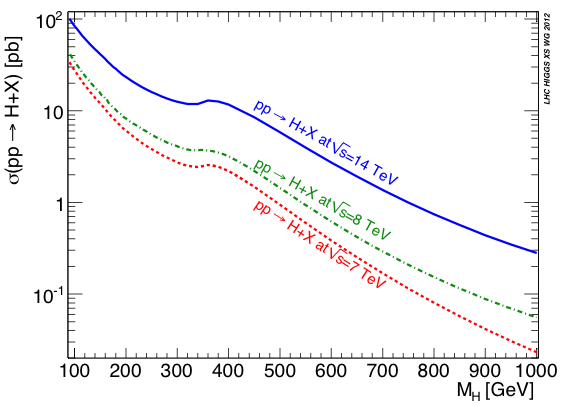 σ(pp → H+X) [pb]
10²
10
1
10⁻¹
pp → H+X at √s=14 TeV
pp → H+X at √s=8 TeV
pp → H+X at √s=7 TeV
LHC HIGGS XS WG 2012
100 200 300 400 500 600 700 800 900 1000
M_H [GeV]